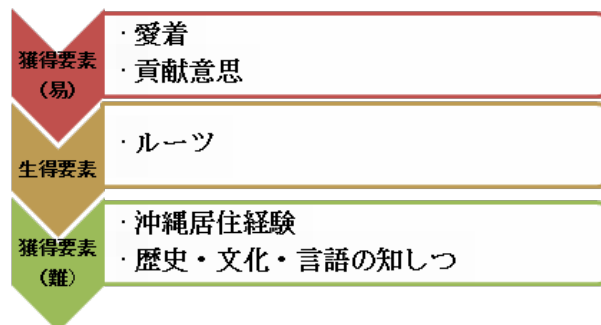 獲得要素
(易)
・愛着
・貢献意思
生得要素
・ルーツ
獲得要素
(難)
・沖縄居住経験
・歴史・文化・言語の知しつ